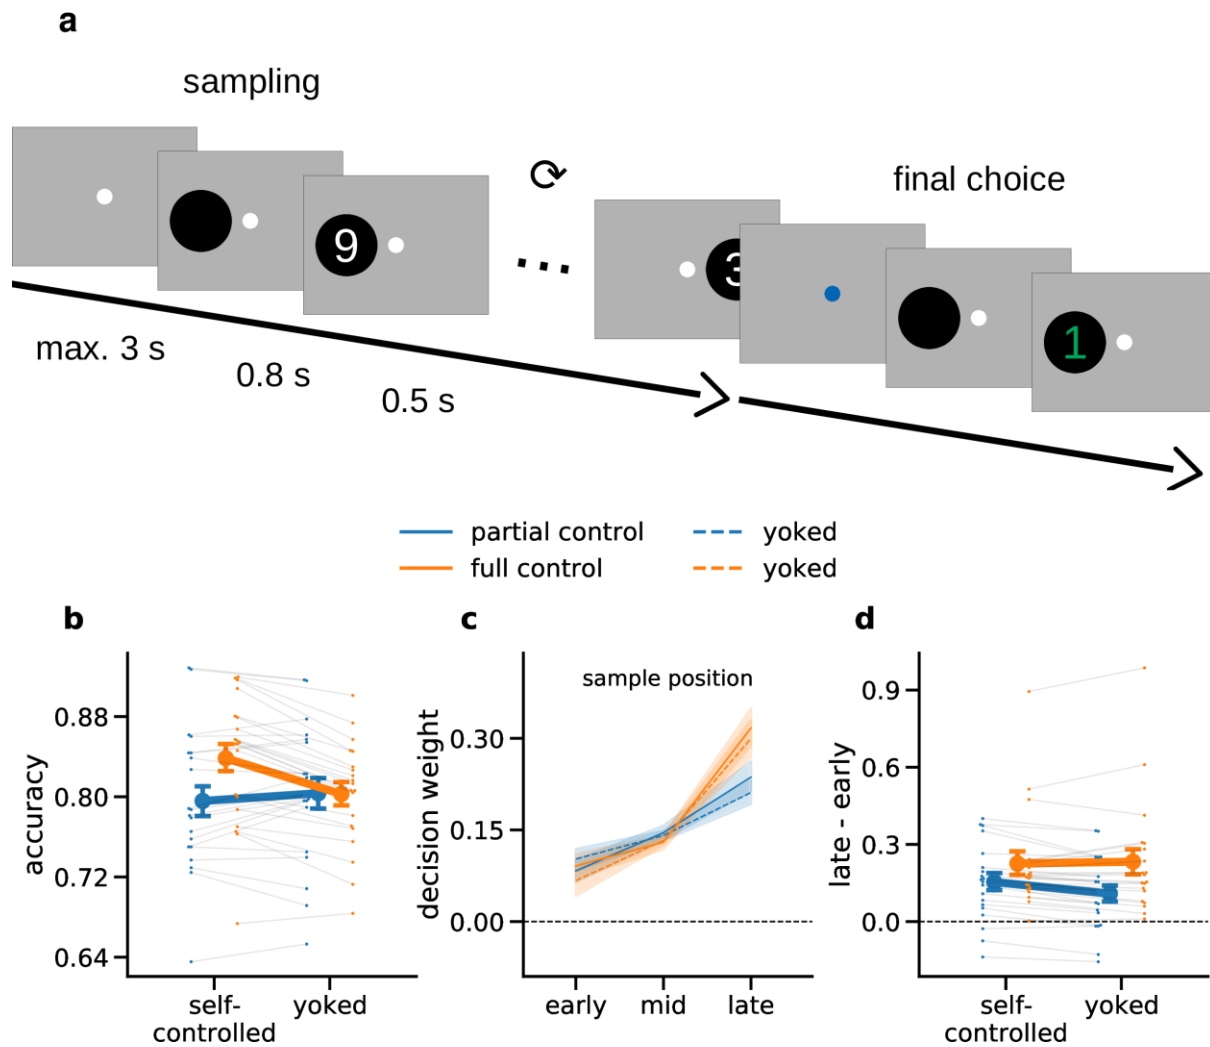 a
sampling
final choice
9
3
1
max. 3 s
0.8 s
0.5 s
partial control
yoked
full control
yoked
b
accuracy
0.88
0.80
0.72
0.64
self-
controlled
yoked
c
sample position
decision weight
0.30
0.15
0.00
early
mid
late
d
late - early
0.9
0.6
0.3
0.0
self-
controlled
yoked